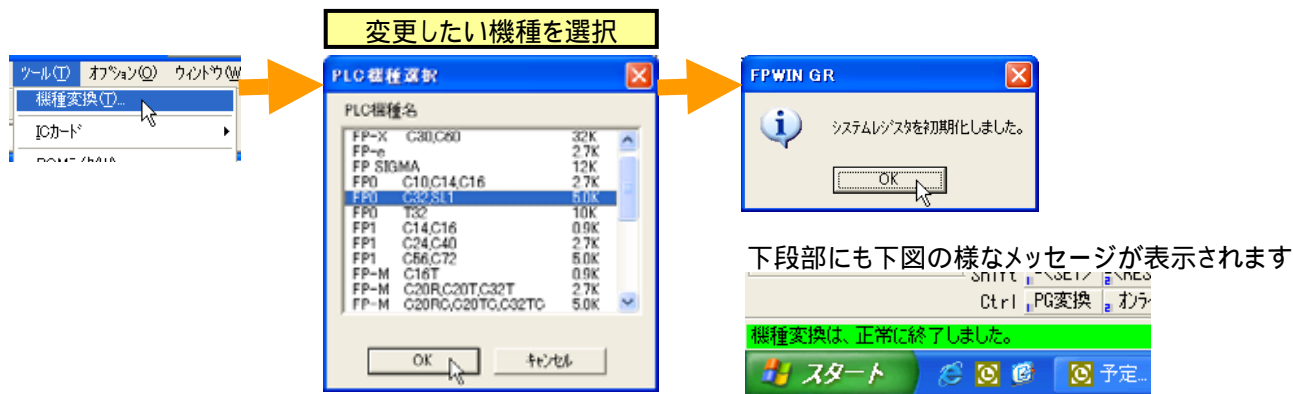 変更したい機種を選択
ツール(T) オプション(O) ウィンドウ(W
機種変換(T)...
ICカード
PLC機種選択
PLC機種名
FP-X C30,C60 32K
FP-e 2.7K
FP SIGMA 12K
FP0 C10,C14,C16 2.7K
FP0 C32,SL1 5.0K
FP0 T32 10K
FP1 C14,C16 0.9K
FP1 C24,C40 2.7K
FP1 C56,C72 5.0K
FP-M C16T 0.9K
FP-M C20R,C20T,C32T 2.7K
FP-M C20RC,C20TC,C32TC 5.0K
OK キャンセル
FPWIN GR
システムレジスタを初期化しました。
OK
下段部にも下図の様なメッセージが表示されます
Shift
Ctrl PG変換
機種変換は、正常に終了しました。
スタート 予定...